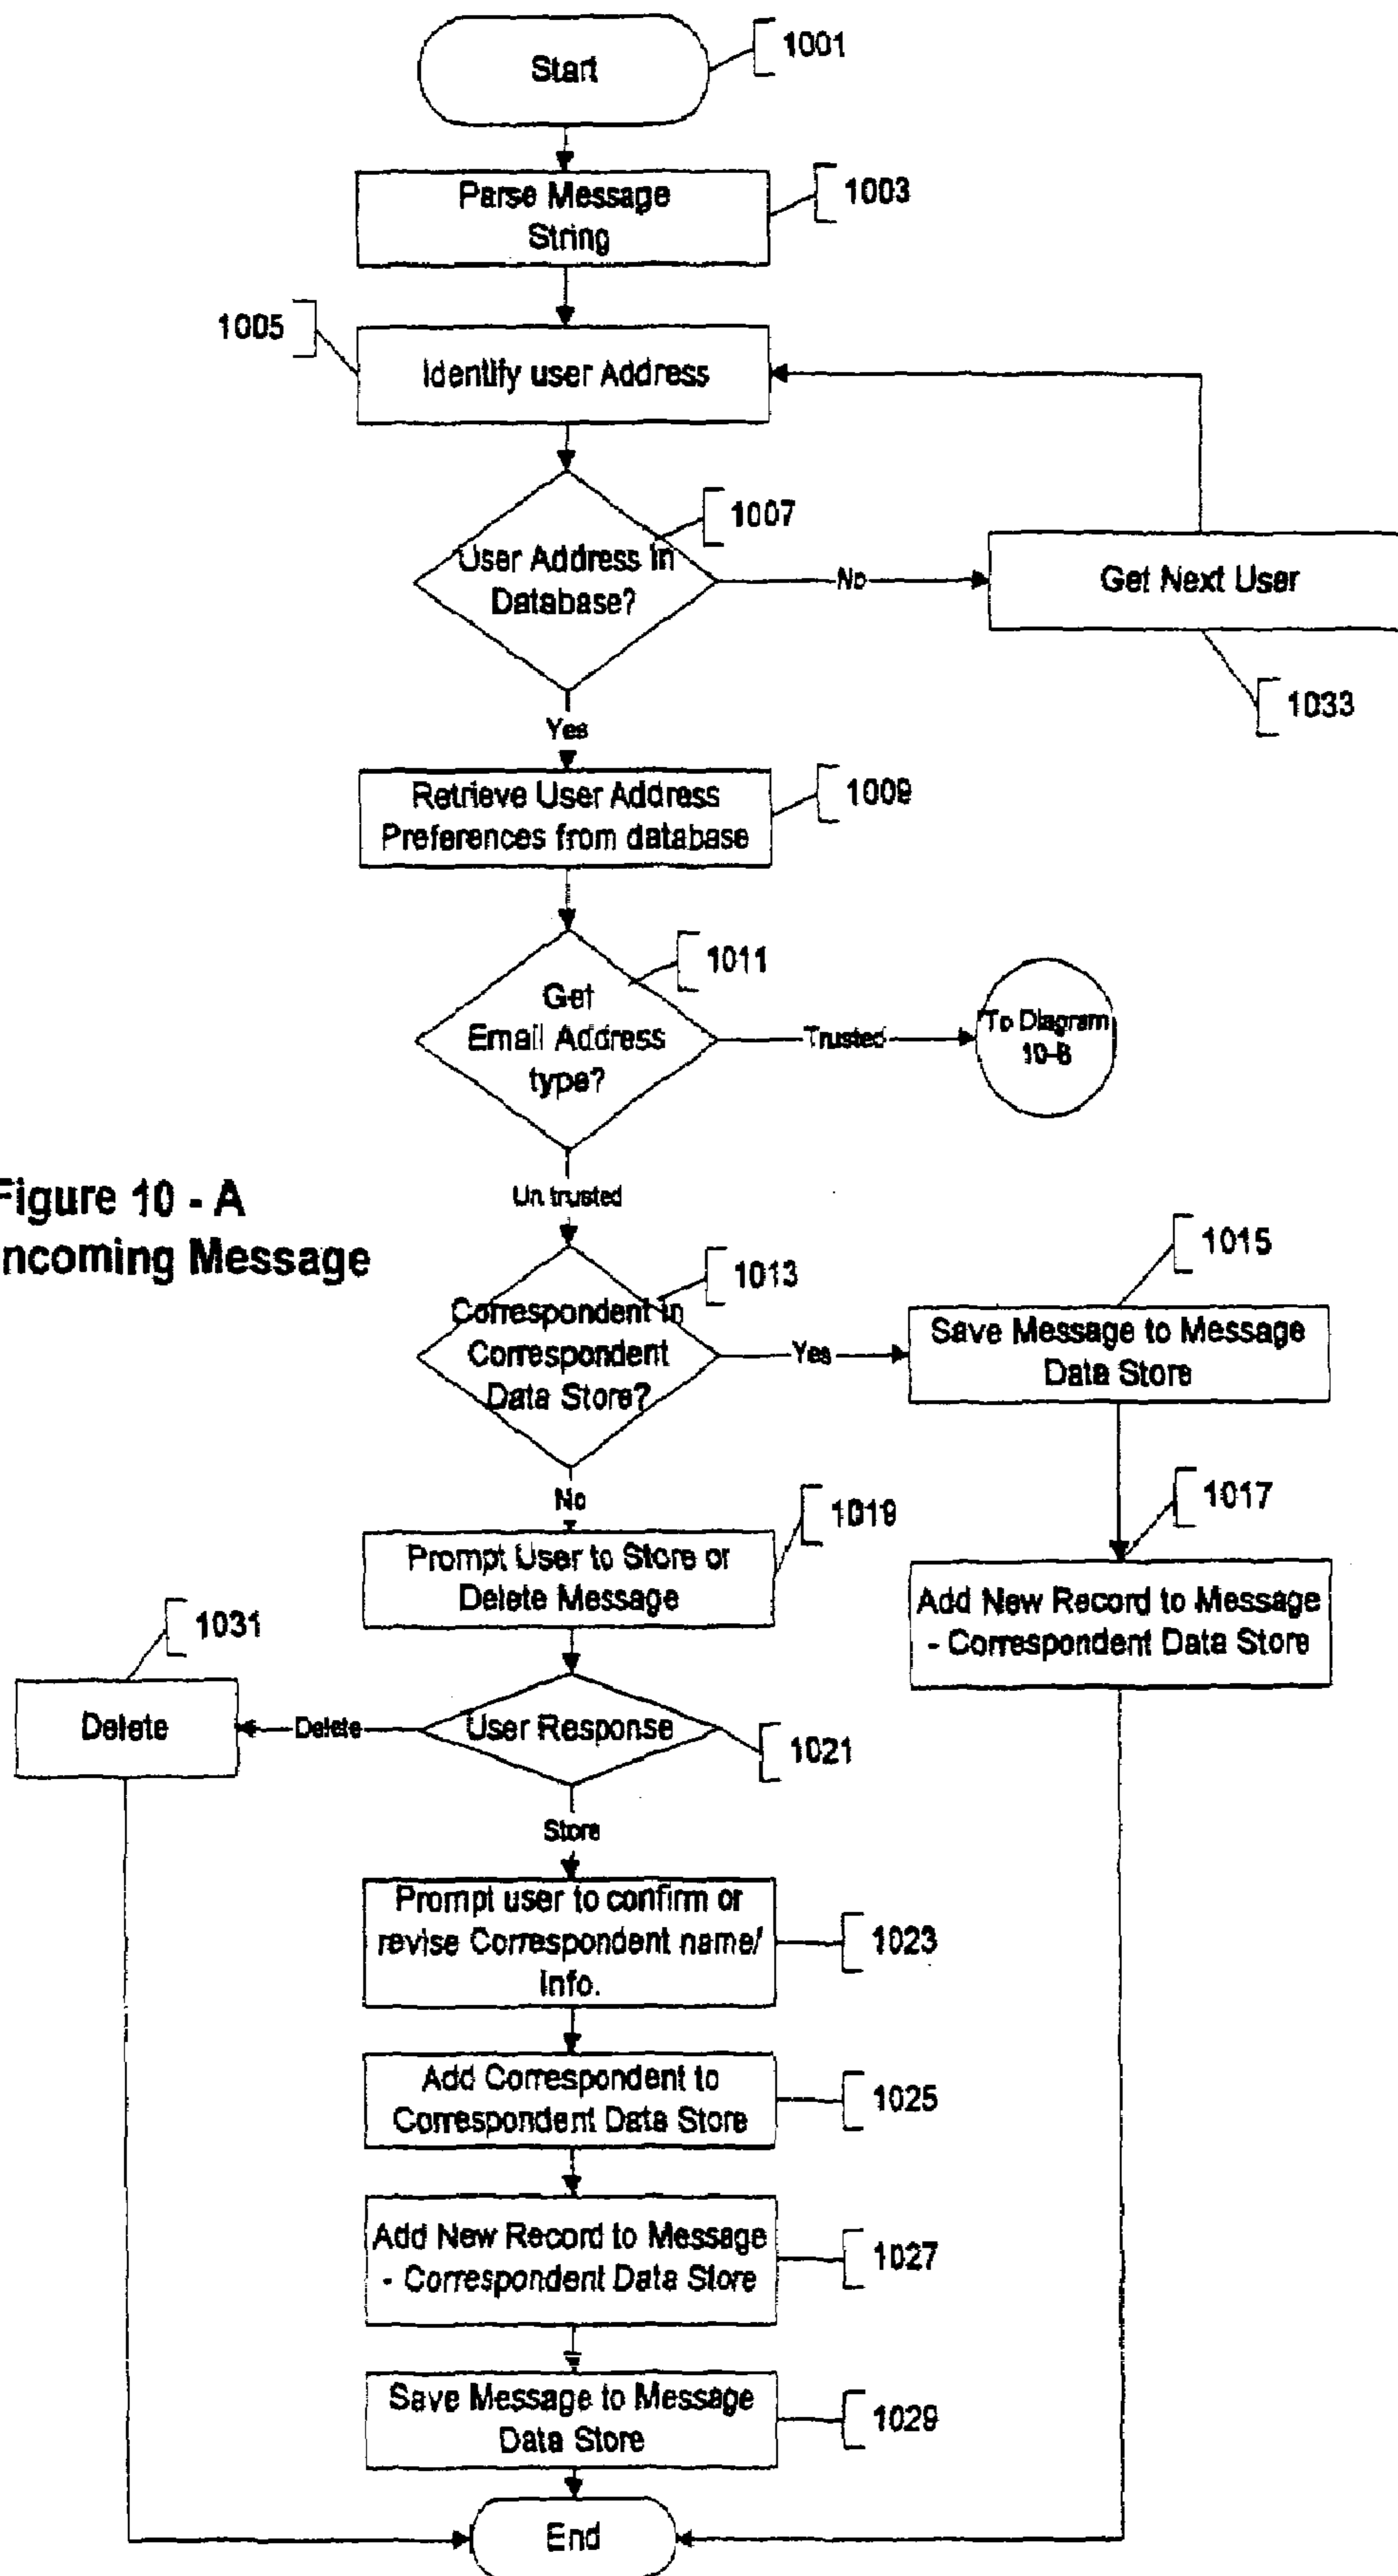 Start
1001
Parse Message
String
1003
1005
Identify user Address
User Address in
Database?
1007
No
Get Next User
1033
Yes
Retrieve User Address
Preferences from database
1009
Get
Email Address
type?
1011
Trusted
To Diagram
10-B
Un trusted
Figure 10 - A
Incoming Message
Correspondent in
Correspondent
Data Store?
1013
Yes
Save Message to Message
Data Store
1015
1017
Add New Record to Message
- Correspondent Data Store
No
Prompt User to Store or
Delete Message
1019
1031
Delete
Delete
User Response
1021
Store
Prompt user to confirm or
revise Correspondent name/
info.
1023
Add Correspondent to
Correspondent Data Store
1025
Add New Record to Message
- Correspondent Data Store
1027
Save Message to Message
Data Store
1029
End